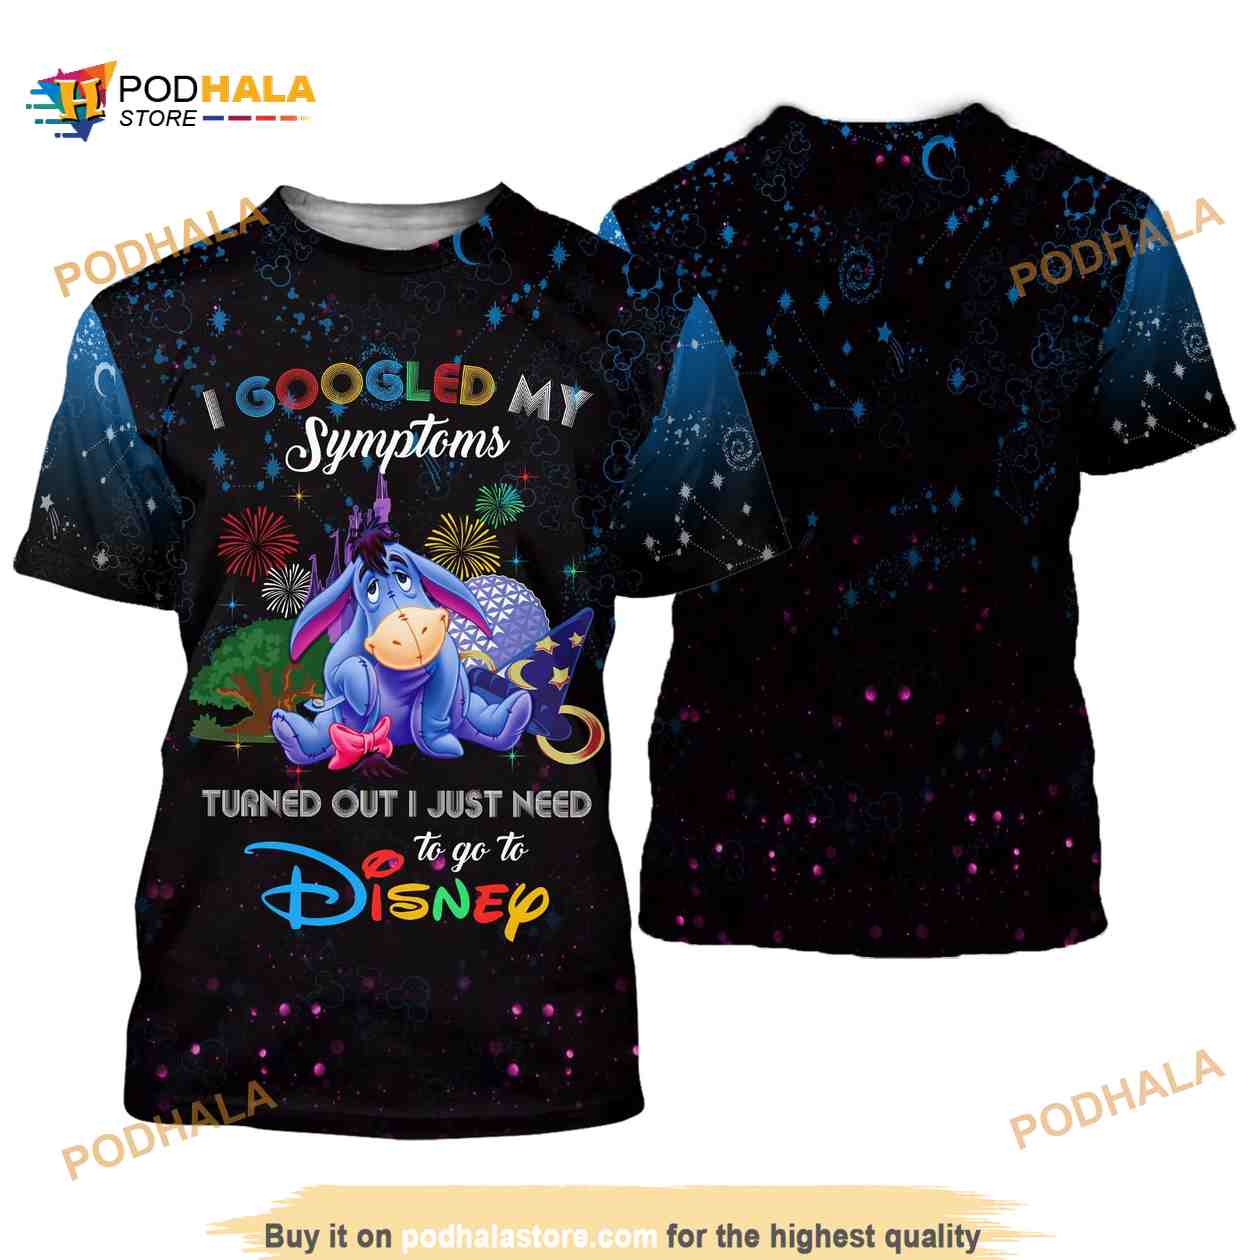 PODHALA
STORE
PODHALA
PODHALA
I GOOGLED MY
Symptoms
TURNED OUT I JUST NEED
to go to
DISNEY
PODHALA
PODHALA
Buy it on podhalastore.com for the highest quality